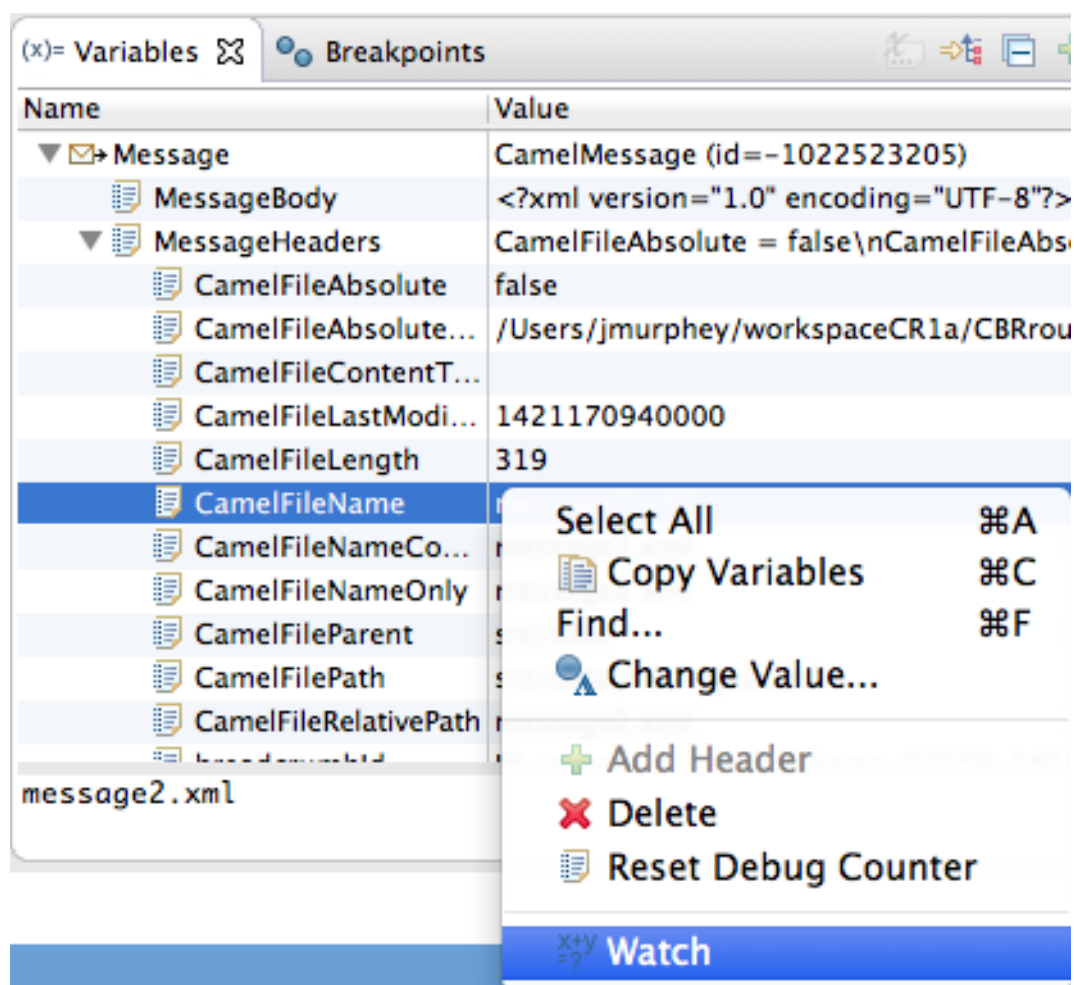 (x)= Variables Breakpoints
Name Value
Message CamelMessage (id=-1022523205)
MessageBody <?xml version="1.0" encoding="UTF-8"?>
MessageHeaders CamelFileAbsolute = false\nCamelFileAbs
CamelFileAbsolute false
CamelFileAbsolute... /Users/jmurphey/workspaceCR1a/CBRrou
CamelFileContentT...
CamelFileLastModi... 1421170940000
CamelFileLength 319
CamelFileName
CamelFileNameCo...
CamelFileNameOnly
CamelFileParent
CamelFilePath
CamelFileRelativePath
message2.xml
Select All ⌘A
Copy Variables ⌘C
Find... ⌘F
Change Value...
Add Header
Delete
Reset Debug Counter
x+y
=?
Watch